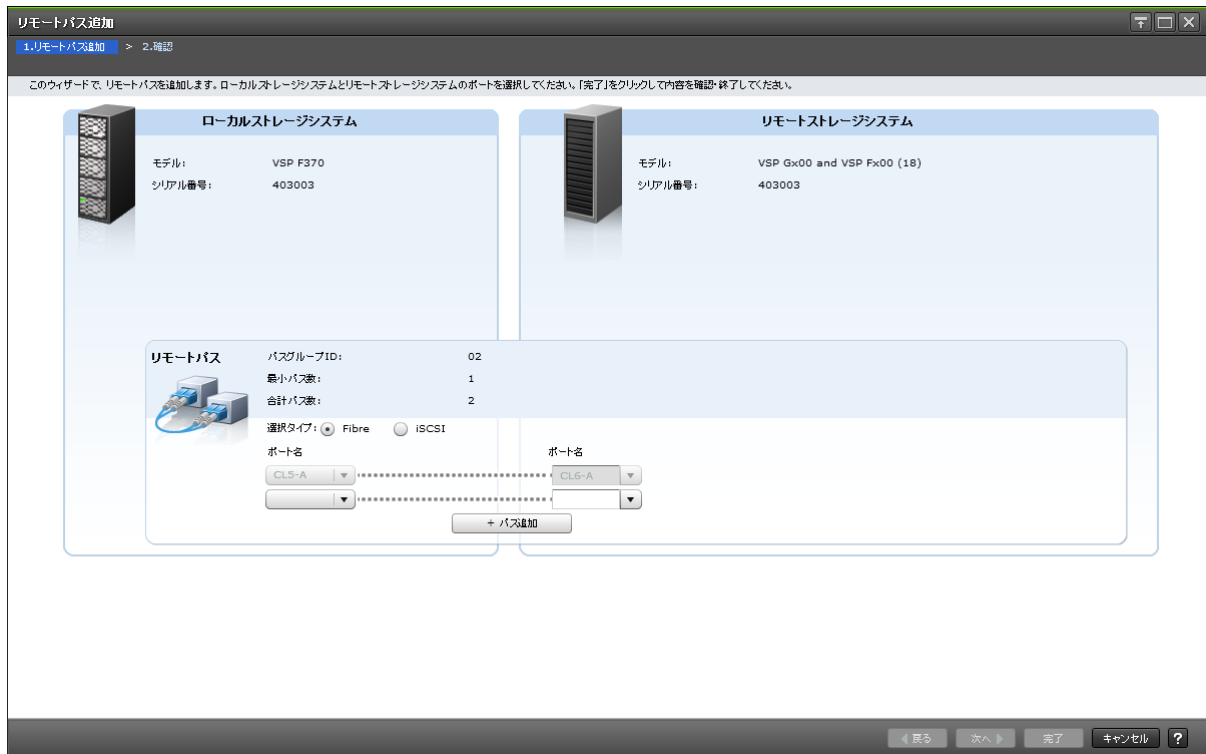 リモートパス追加
1.リモートパス追加 > 2.確認
このウィザードで、リモートパスを追加します。ローカルストレージシステムとリモートストレージシステムのポートを選択してください。「完了」をクリックして内容を確認・終了してください。
ローカルストレージシステム
モデル: VSP F370
シリアル番号: 403003
リモートストレージシステム
モデル: VSP Gx00 and VSP Fx00 (18)
シリアル番号: 403003
リモートパス
パスグループID: 02
最小パス数: 1
合計パス数: 2
選択タイプ: Fibre iSCSI
ポート名 ポート名
CL5-A CL6-A
+ パス追加
戻る 次へ 完了 キャンセル ?